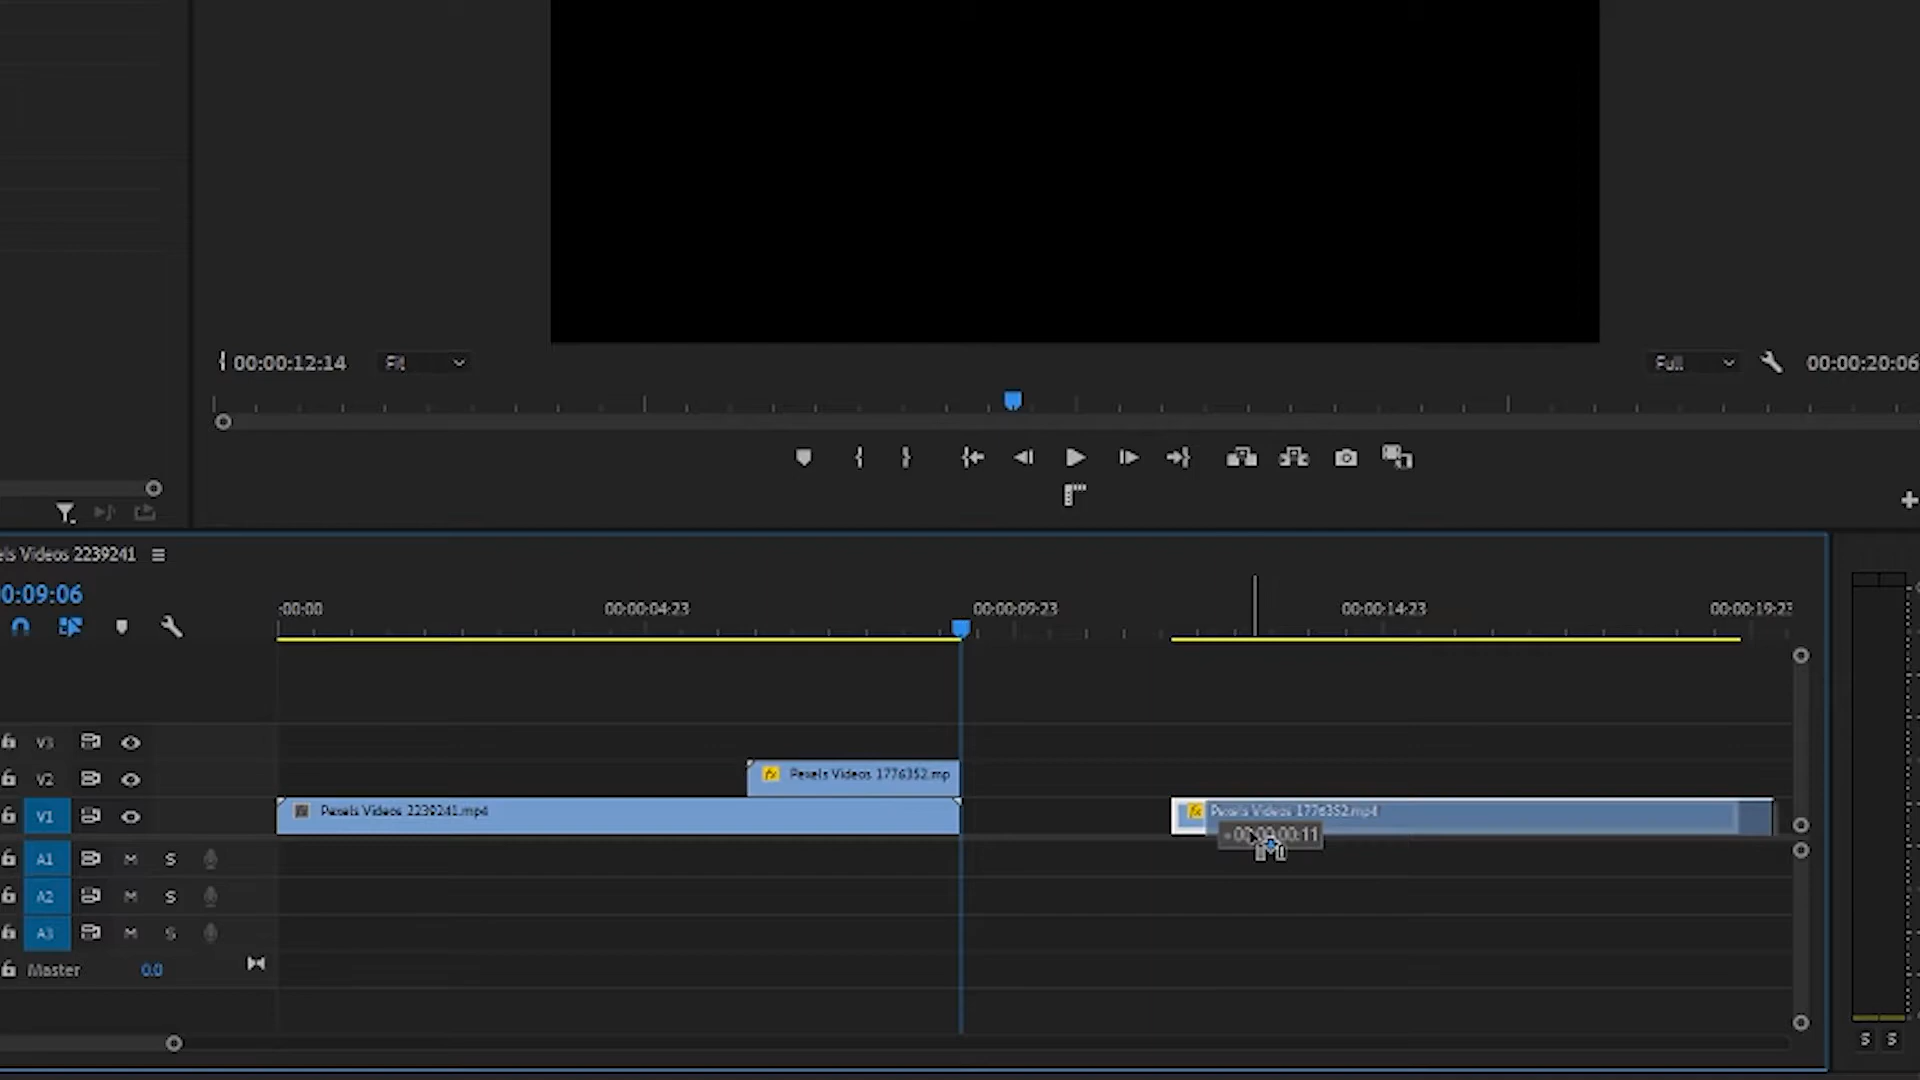 00:00:12:14 Fit Full 00:00:20:06
els Videos 2239241
0:09:06
:00:00 00:00:04:23 00:00:09:23 00:00:14:23 00:00:19:23
V3
V2 fx Pexels Videos 1776352.mp
V1 Pexels Videos 2239241.mp4 fx Pexels Videos 1776352.mp4
00:00:00:11
A1 M S
A2 M S
A3 M S
Master 0.0
S S